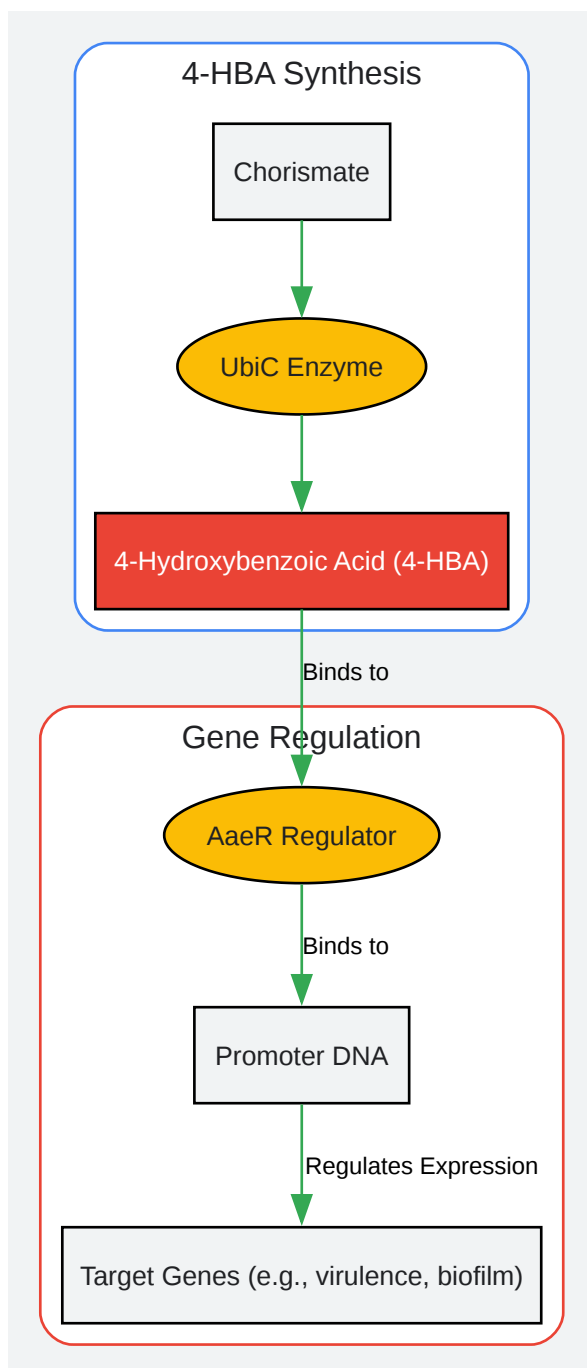 4-HBA Synthesis
Chorismate
UbiC Enzyme
4-Hydroxybenzoic Acid (4-HBA)
Binds to
Gene Regulation
AaeR Regulator
Binds to
Promoter DNA
Regulates Expression
Target Genes (e.g., virulence, biofilm)